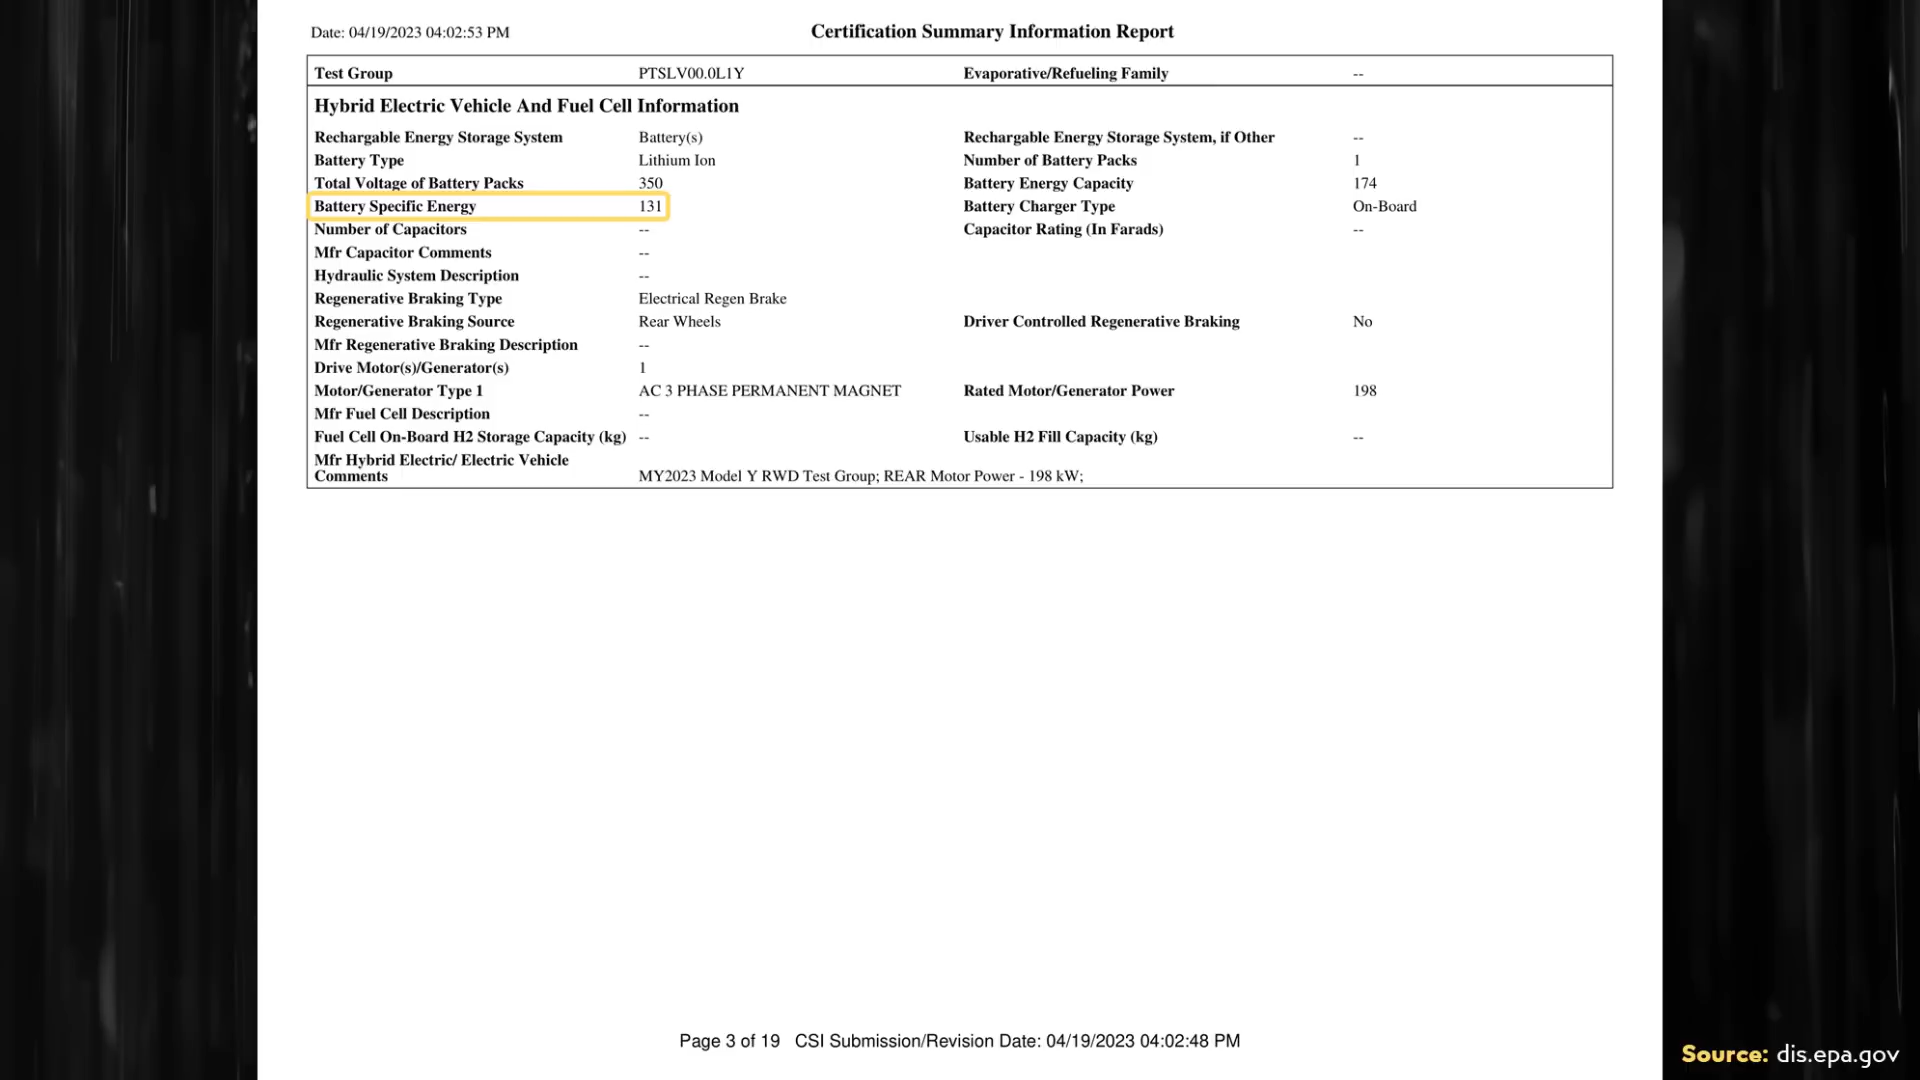 Date: 04/19/2023 04:02:53 PM Certification Summary Information Report
Test Group PTSLV00.0L1Y Evaporative/Refueling Family --
Hybrid Electric Vehicle And Fuel Cell Information
Rechargable Energy Storage System Battery(s) Rechargable Energy Storage System, if Other --
Battery Type Lithium Ion Number of Battery Packs 1
Total Voltage of Battery Packs 350 Battery Energy Capacity 174
Battery Specific Energy 131 Battery Charger Type On-Board
Number of Capacitors -- Capacitor Rating (In Farads) --
Mfr Capacitor Comments --
Hydraulic System Description --
Regenerative Braking Type Electrical Regen Brake
Regenerative Braking Source Rear Wheels Driver Controlled Regenerative Braking No
Mfr Regenerative Braking Description --
Drive Motor(s)/Generator(s) 1
Motor/Generator Type 1 AC 3 PHASE PERMANENT MAGNET Rated Motor/Generator Power 198
Mfr Fuel Cell Description --
Fuel Cell On-Board H2 Storage Capacity (kg) -- Usable H2 Fill Capacity (kg) --
Mfr Hybrid Electric/ Electric Vehicle
Comments MY2023 Model Y RWD Test Group; REAR Motor Power - 198 kW;
Page 3 of 19 CSI Submission/Revision Date: 04/19/2023 04:02:48 PM
Source: dis.epa.gov